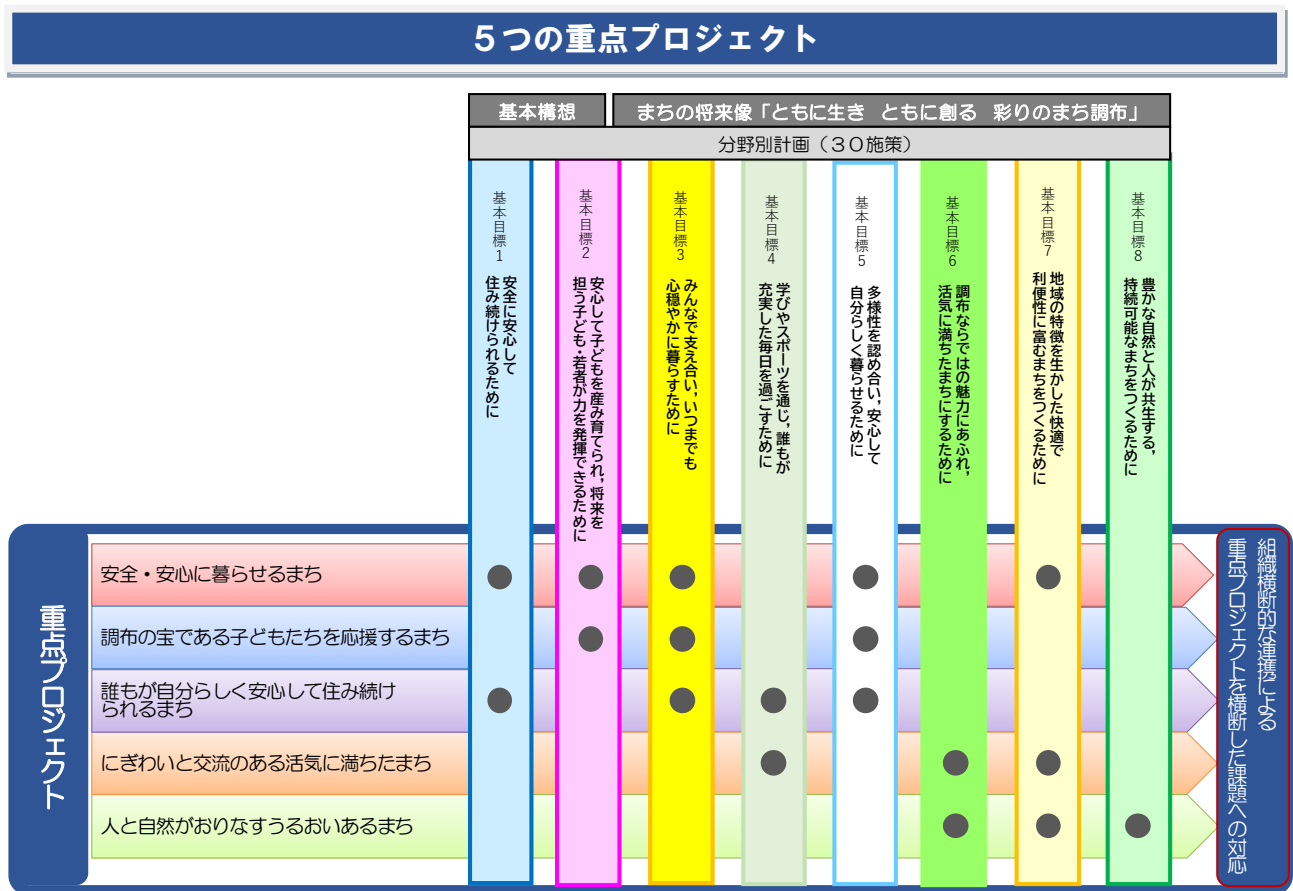 ５つの重点プロジェクト
基本構想
まちの将来像「ともに生き　ともに創る　彩りのまち調布」
分野別計画（３０施策）
基本目標1
安全に安心して
住み続けられるために
基本目標2
安心して子どもを産み育てられ，将来を
担う子ども・若者が力を発揮できるために
基本目標3
みんなで支え合い，いつまでも
心穏やかに暮らすために
基本目標4
学びやスポーツを通じ，誰もが
充実した毎日を過ごすために
基本目標5
多様性を認め合い，安心して
自分らしく暮らせるために
基本目標6
調布ならではの魅力にあふれ，
活気に満ちたまちにするために
基本目標7
地域の特徴を生かした快適で
利便性に富むまちをつくるために
基本目標8
豊かな自然と人が共生する，
持続可能なまちをつくるために
重点プロジェクト
安全・安心に暮らせるまち
調布の宝である子どもたちを応援するまち
誰もが自分らしく安心して住み続け
られるまち
にぎわいと交流のある活気に満ちたまち
人と自然がおりなすうるおいあるまち
組織横断的な連携による
重点プロジェクトを横断した課題への対応